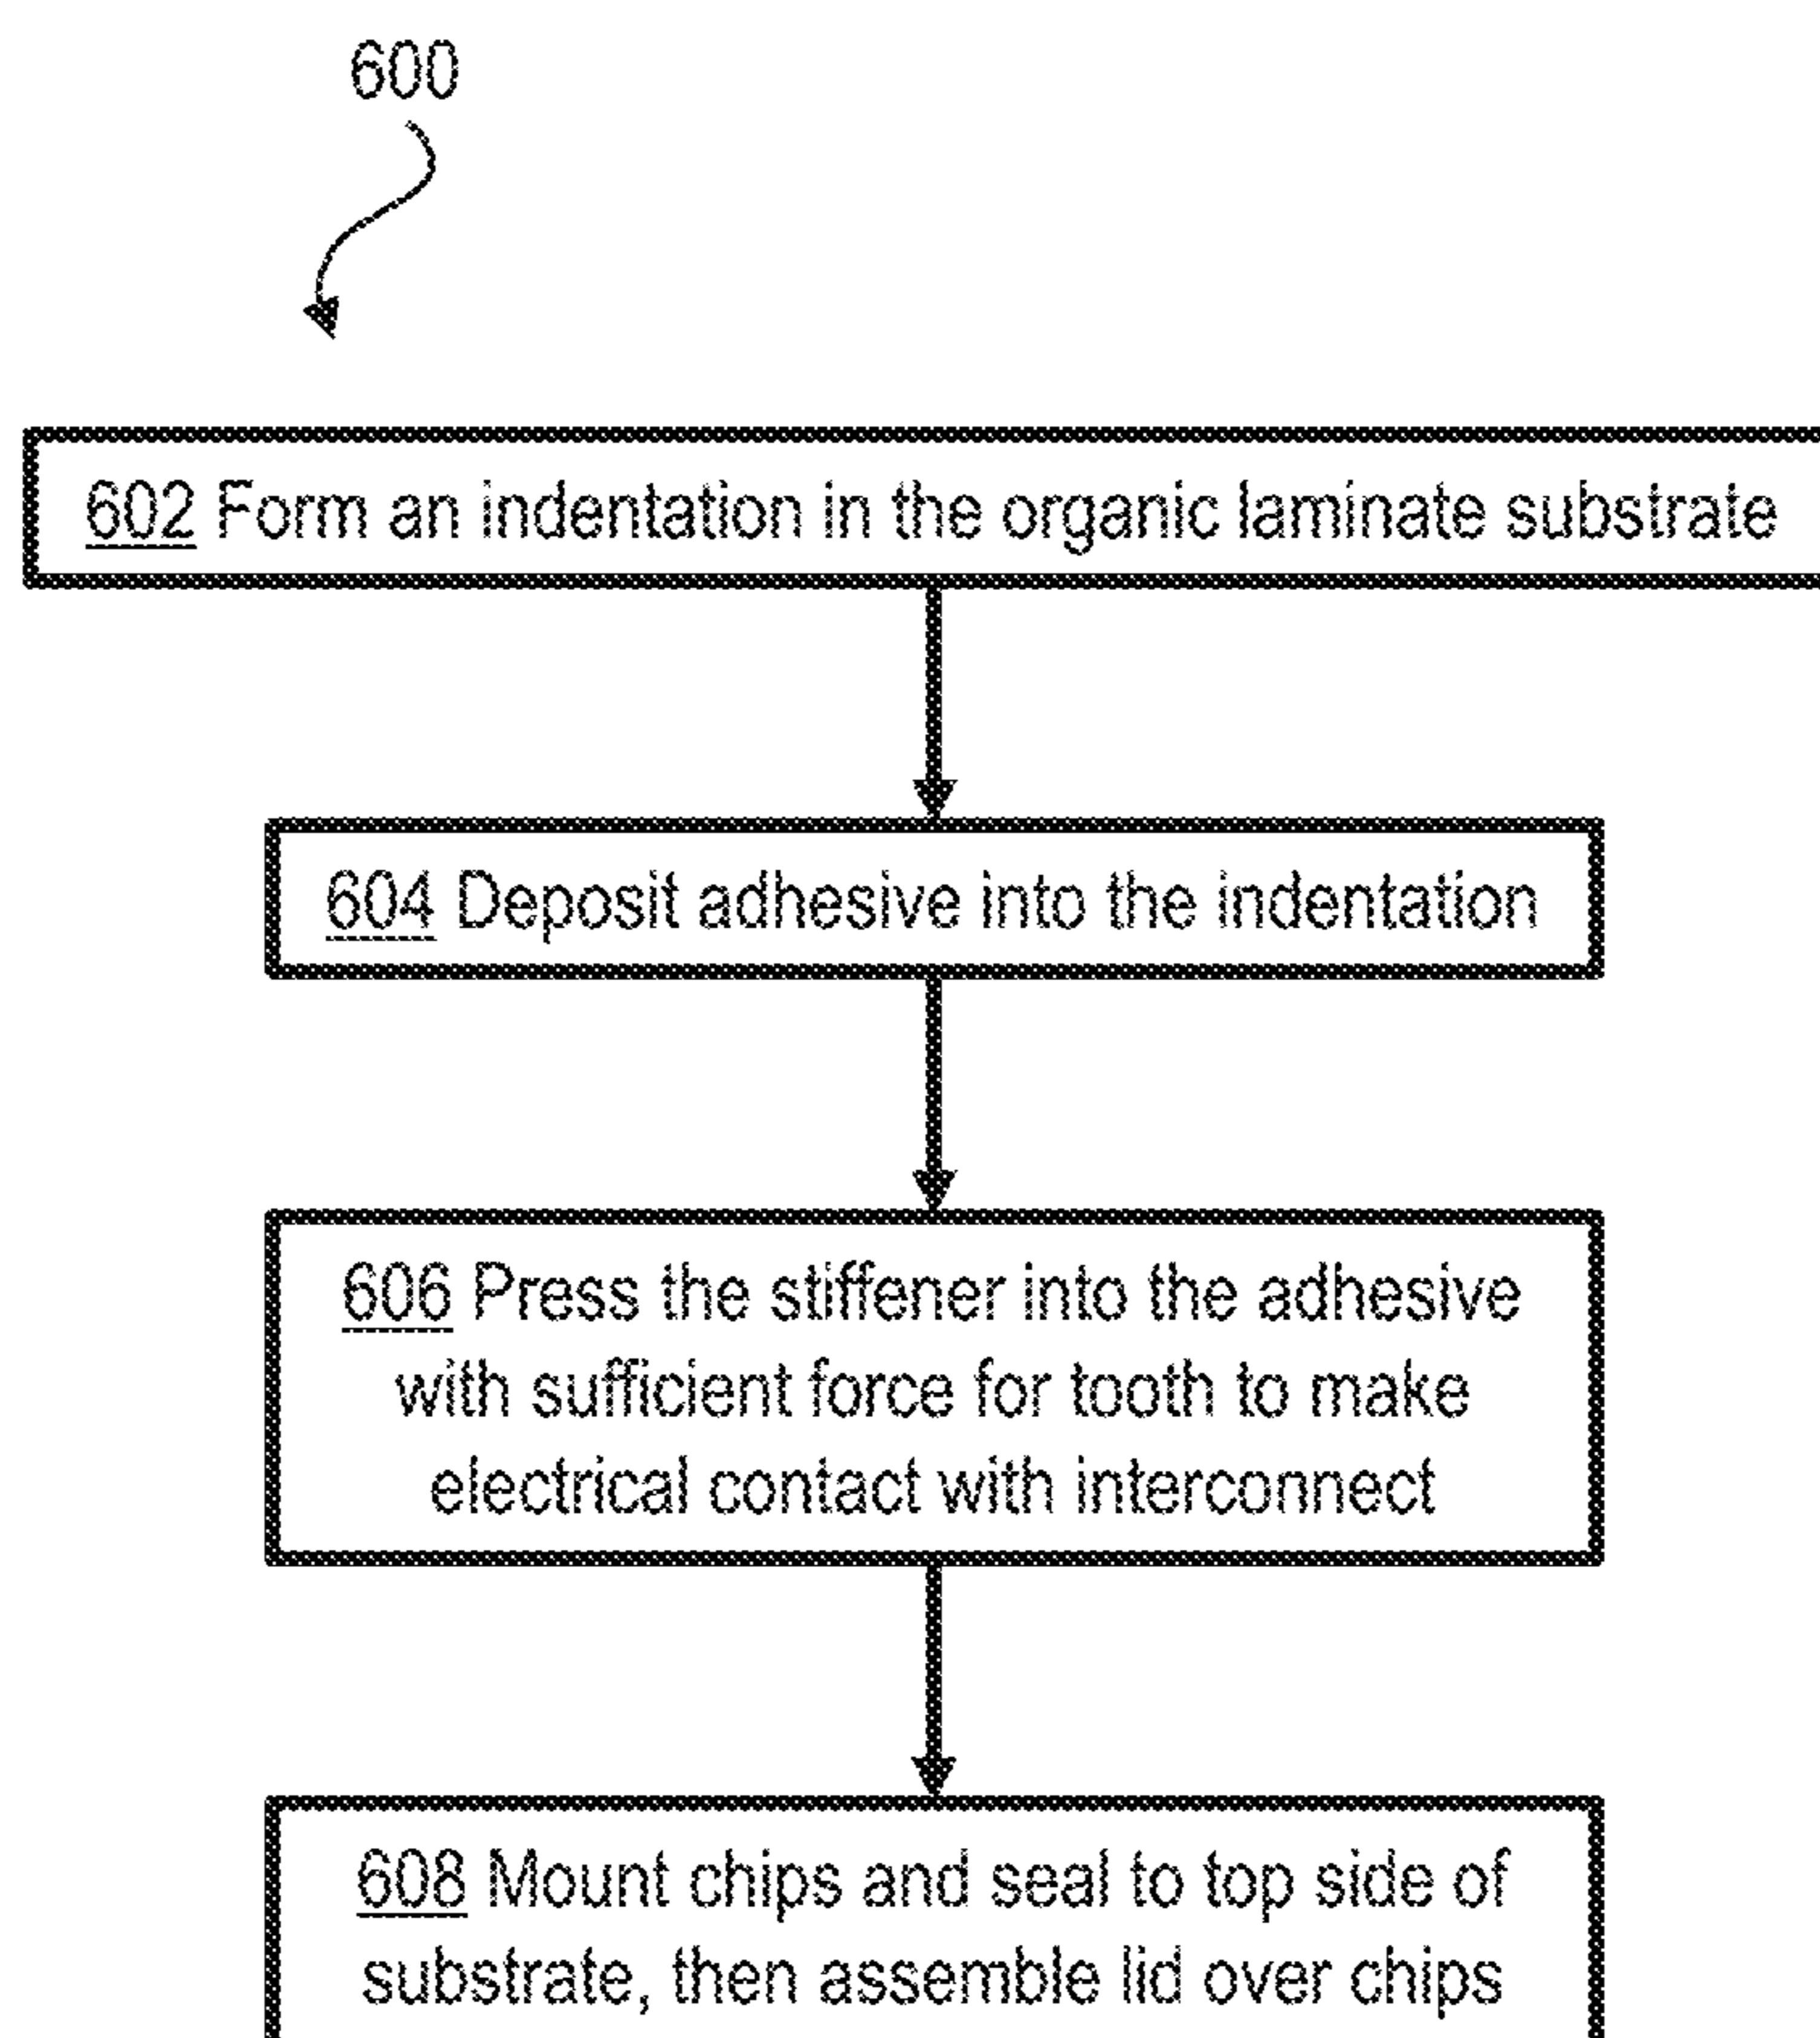 600
602 Form an indentation in the organic laminate substrate
604 Deposit adhesive into the indentation
606 Press the stiffener into the adhesive
with sufficient force for tooth to make
electrical contact with interconnect
608 Mount chips and seal to top side of
substrate, then assemble lid over chips